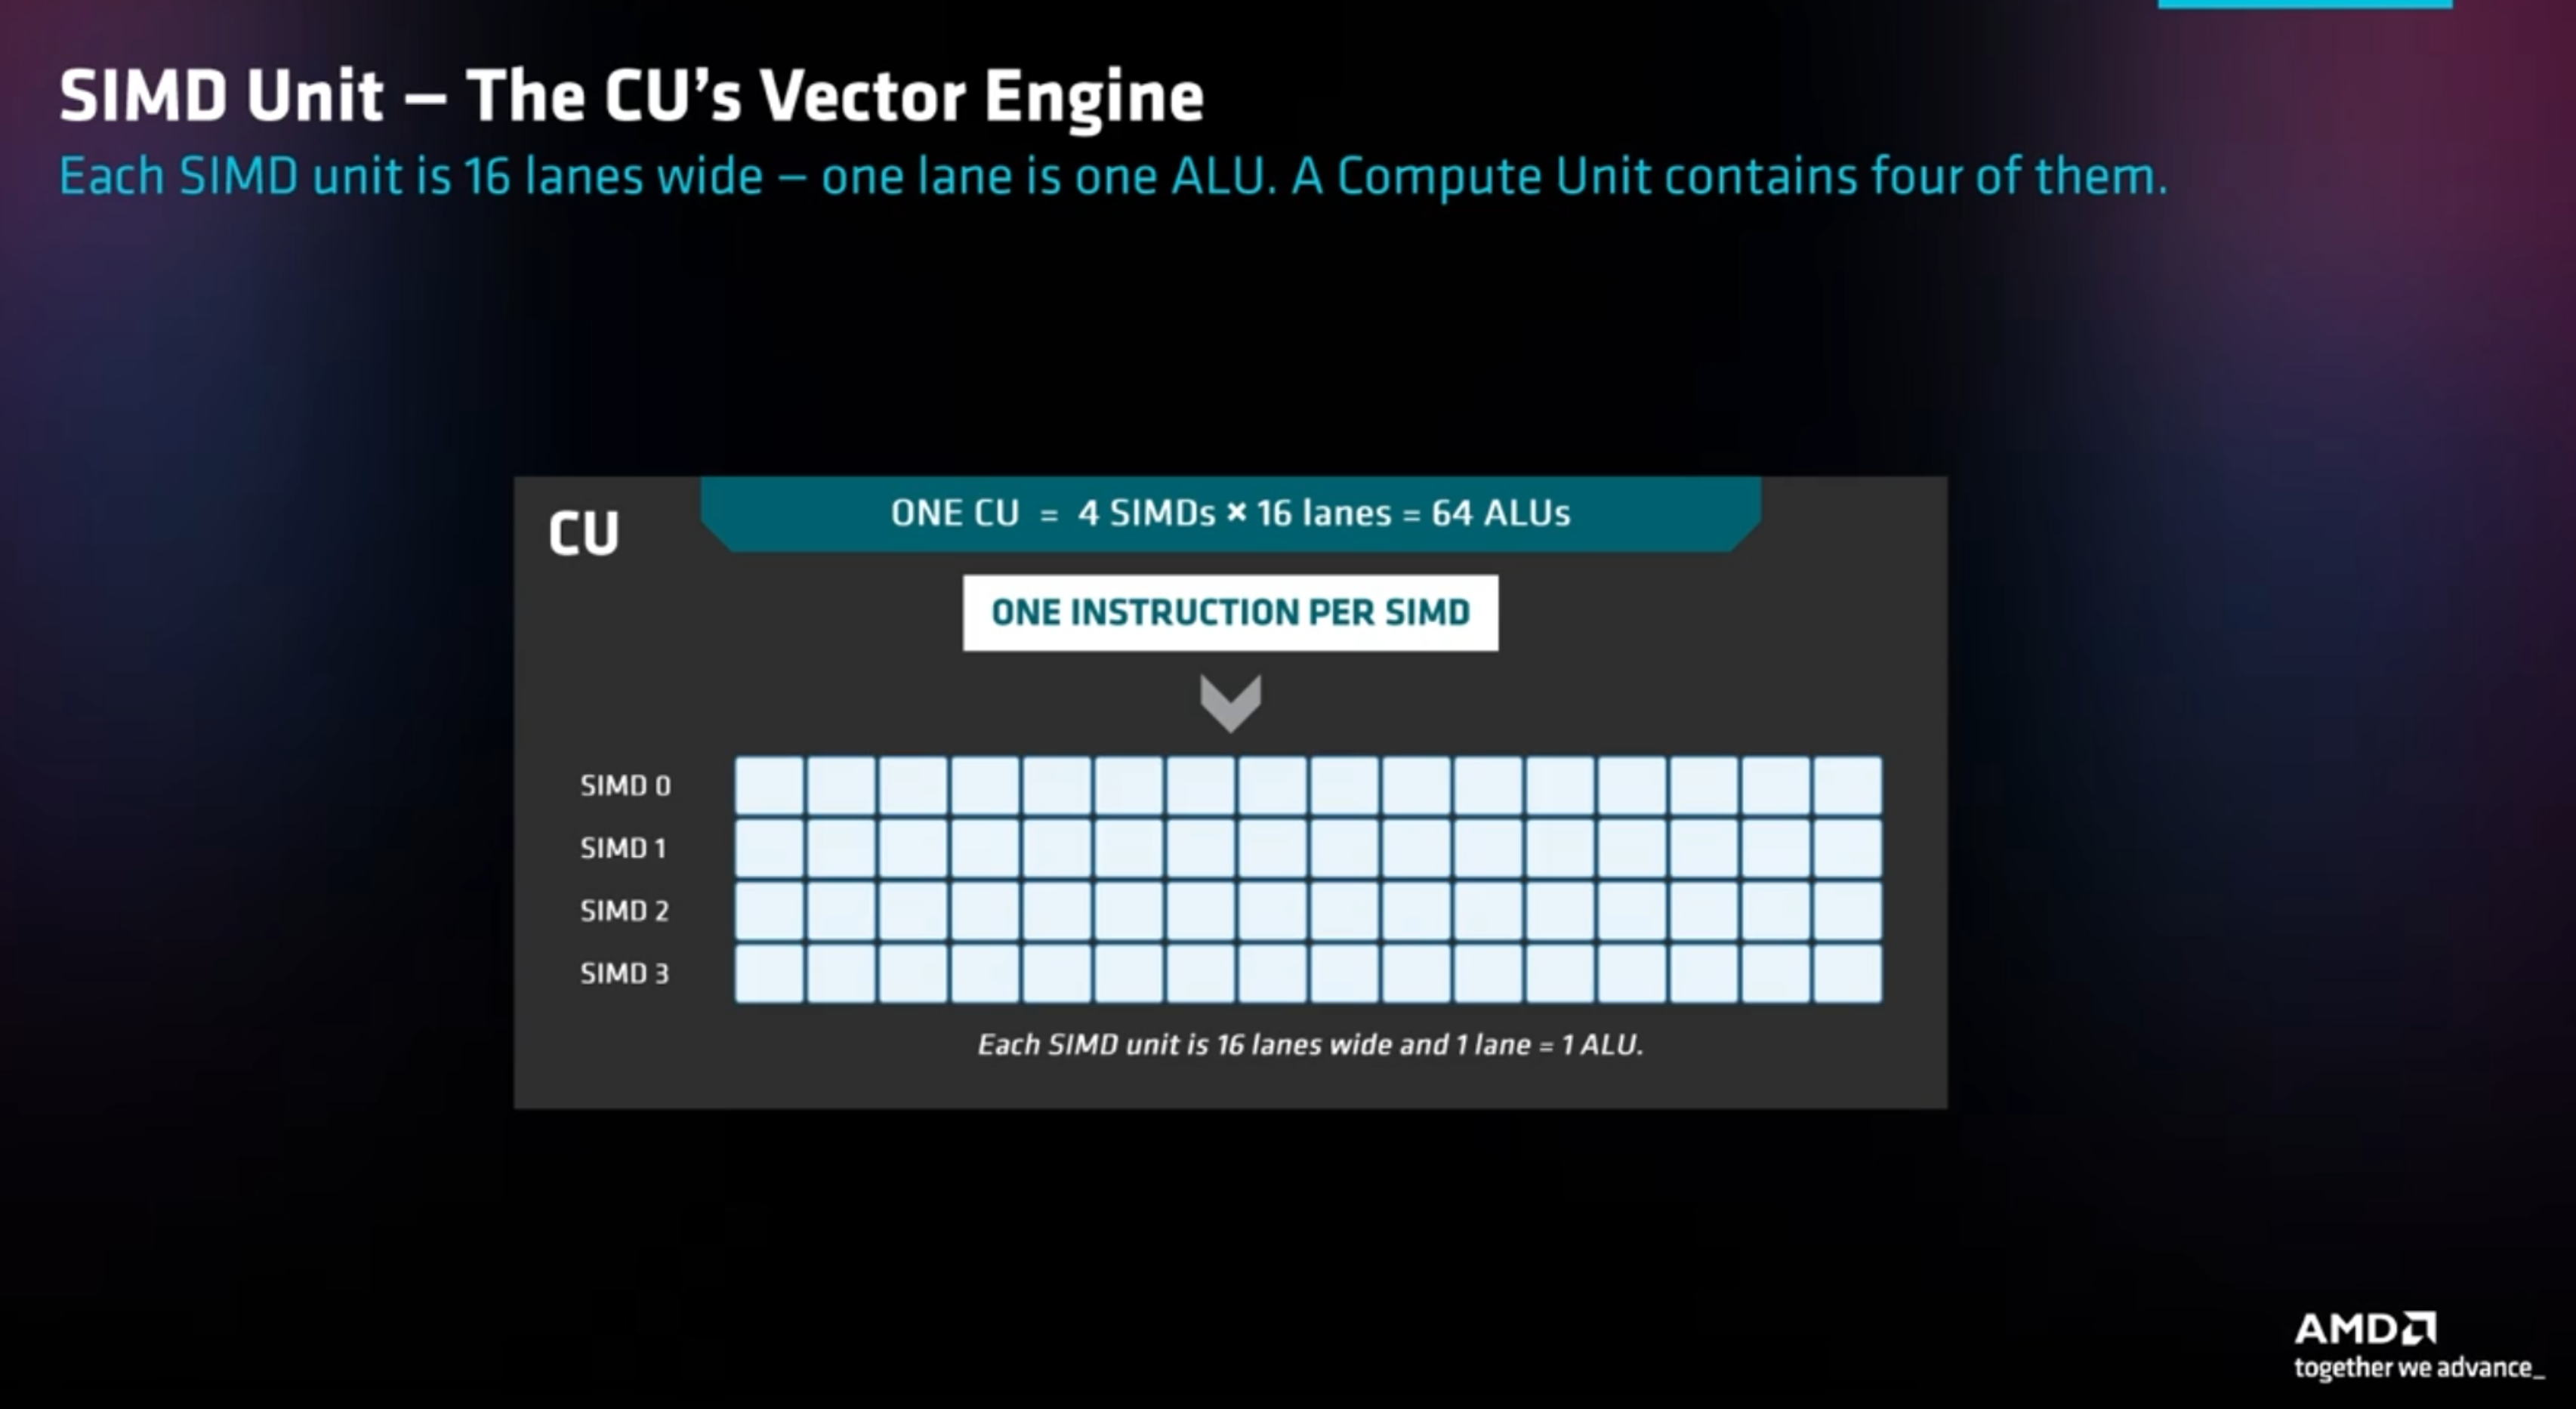 SIMD Unit – The CU's Vector Engine
Each SIMD unit is 16 lanes wide – one lane is one ALU. A Compute Unit contains four of them.
CU
ONE CU = 4 SIMDs × 16 lanes = 64 ALUs
ONE INSTRUCTION PER SIMD
SIMD 0
SIMD 1
SIMD 2
SIMD 3
Each SIMD unit is 16 lanes wide and 1 lane = 1 ALU.
AMD
together we advance_